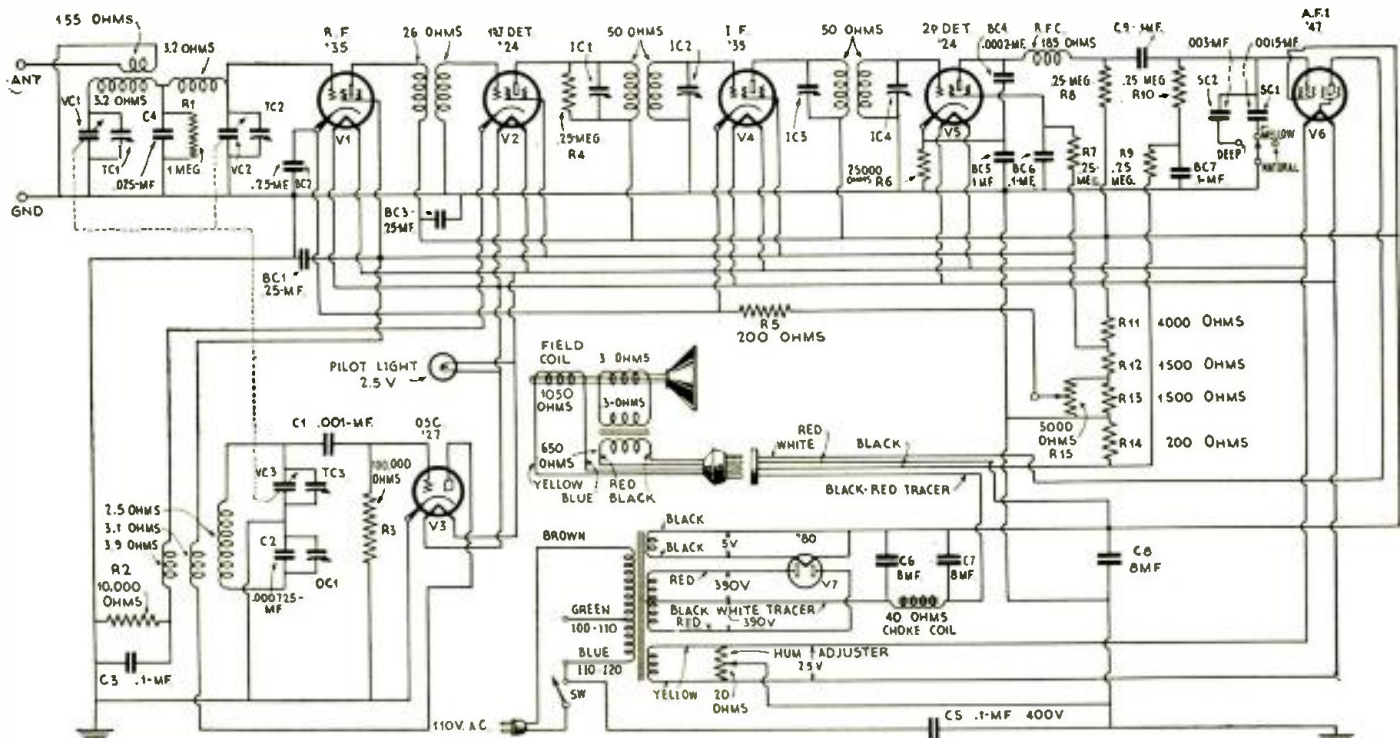 155 OHMS
3.2 OHMS
ANT
VC1
3.2 OHMS
TC1
C4
.025-MF
R1
1 MEG
TC2
VC2
GND
R.F.
'35
V1
.25-MF
BC2
BC1
.25-MF.
26 OHMS
'24
V2
BC3-
.25-MF.
IC1
.25-MEG
R4
50 OHMS
IC2
I.F.
'35
V4
50 OHMS
IC3
IC4
2D DET.
'24
V5
25000
OHMS
R6
BC4
.0002-MF.
R.F.C.
185 OHMS
BC5
1 MF
BC6
.1-MF.
R7
.25-
MEG.
.25 MEG
R8
C9-.1-MF.
.25 MEG
R10
R9
.25
MEG.
BC7
.1-MF
.003-MF
SC2
DEEP
.0015-MF
SC1
MELLOW
NATURAL
A.F.1
'47
V6
R5
200 OHMS
R11 4000 OHMS
R12 1500 OHMS
R13 1500 OHMS
R14 200 OHMS
5000
OHMS
R15
PILOT LIGHT
2.5 V
FIELD
COIL
1050
OHMS
3 OHMS
3-OHMS
650
OHMS
YELLOW
BLUE
RED
BLACK
WHITE
RED
BLACK
BLACK-RED TRACER
C1 .001-MF
OSC
'27
V3
VC3
TC3
100,000
OHMS
R3
C2
OC1
.000725-
MF
2.5 OHMS
3.1 OHMS
3.9 OHMS
R2
10,000
OHMS
C3 .1-MF
BROWN
GREEN
100-110
BLUE
110-120
SW
110V. A.C.
BLACK
BLACK
5V
'80
V7
RED
390V
BLACK WHITE TRACER
RED
390V
C6
8MF
C7
8MF
40 OHMS
CHOKE COIL
C8
8MF
HUM ADJUSTER
2.5V
YELLOW
20
OHMS
C5 .1-MF 400V